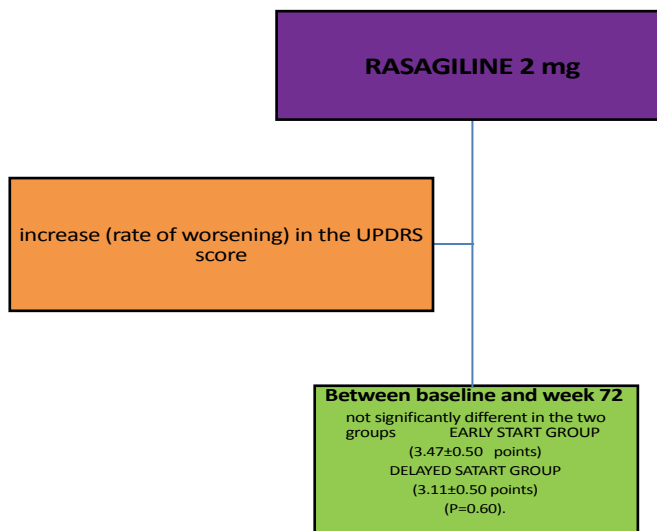 RASAGILINE 2 mg
increase (rate of worsening) in the UPDRS
score
Between baseline and week 72
not significantly different in the two
groups EARLY START GROUP
(3.47±0.50 points)
DELAYED SATART GROUP
(3.11±0.50 points)
(P=0.60).